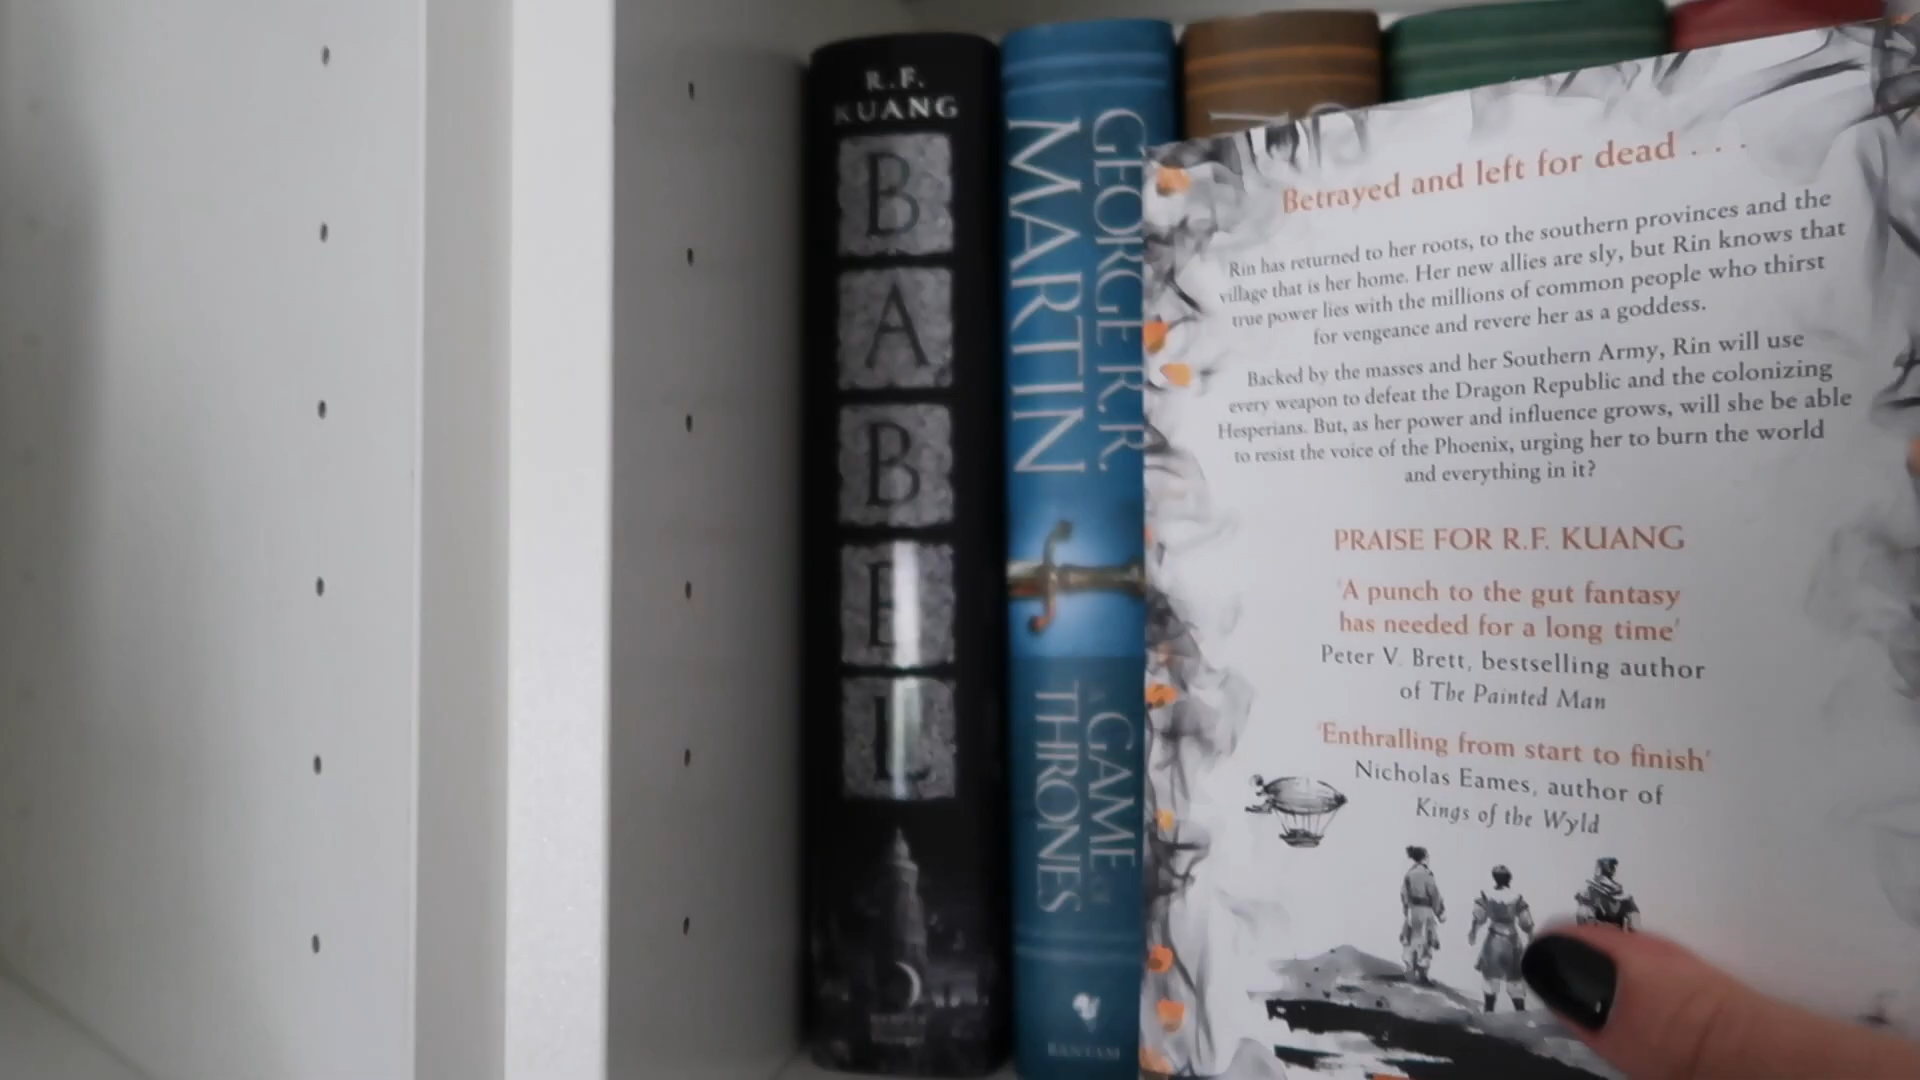 R.F.
KUANG
B
A
B
E
L
GEORGE R.R.
MARTIN
A GAME OF
THRONES
BANTAM
Betrayed and left for dead . . .
Rin has returned to her roots, to the southern provinces and the
village that is her home. Her new allies are sly, but Rin knows that
true power lies with the millions of common people who thirst
for vengeance and revere her as a goddess.
Backed by the masses and her Southern Army, Rin will use
every weapon to defeat the Dragon Republic and the colonizing
Hesperians. But, as her power and influence grows, will she be able
to resist the voice of the Phoenix, urging her to burn the world
and everything in it?
PRAISE FOR R.F. KUANG
'A punch to the gut fantasy
has needed for a long time'
Peter V. Brett, bestselling author
of The Painted Man
'Enthralling from start to finish'
Nicholas Eames, author of
Kings of the Wyld